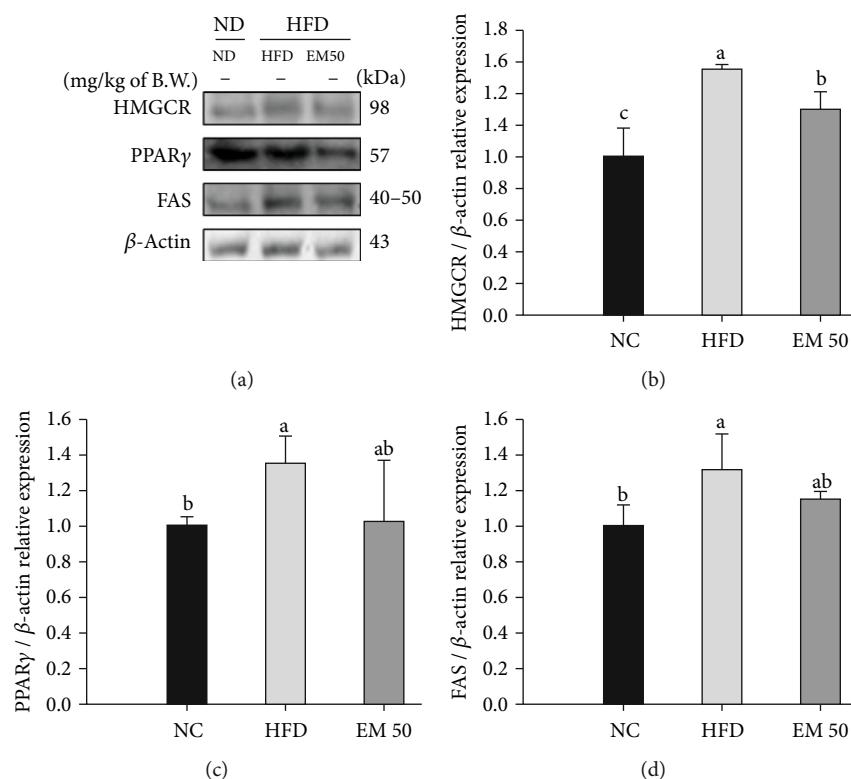 ND HFD
ND HFD EM50
(mg/kg of B.W.) – – – (kDa)
HMGCR 98
PPARγ 57
FAS 40–50
β-Actin 43
(a)
HMGCR / β-actin relative expression
1.8
1.6
1.2
1.4
1.0
0.8
0.6
0.4
0.2
0.0
c
a
b
NC HFD EM 50
(b)
PPARγ / β-actin relative expression
1.6
1.4
1.2
1.0
0.8
0.6
0.4
0.2
0.0
b
a
ab
NC HFD EM 50
(c)
FAS / β-actin relative expression
1.6
1.4
1.2
1.0
0.8
0.6
0.4
0.2
0.0
b
a
ab
NC HFD EM 50
(d)